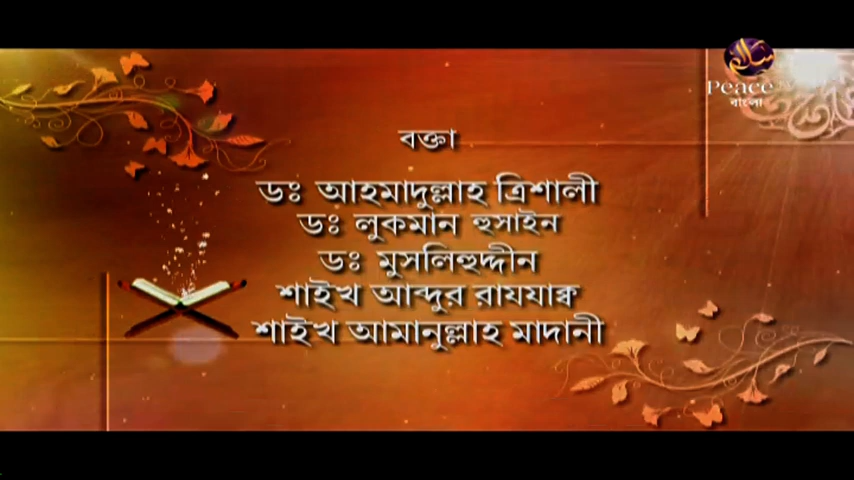 Peace
বাংলা
বক্তা
ডঃ আহমাদুল্লাহ ত্রিশালী
ডঃ লুকমান হুসাইন
ডঃ মুসলিহুদ্দীন
শাইখ আব্দুর রাযযাক্ব
শাইখ আমানুল্লাহ মাদানী